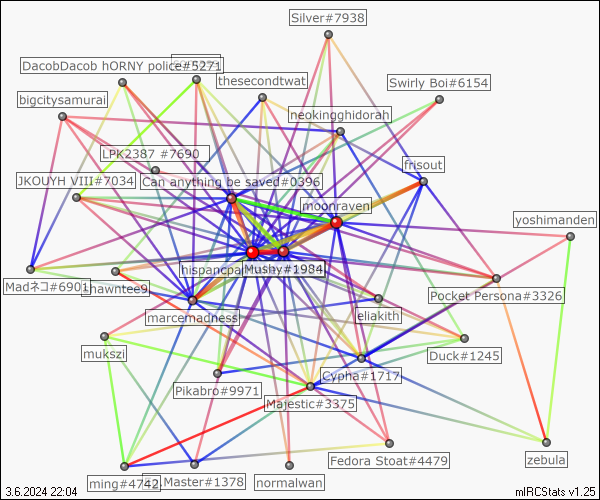 Silver#7938
DacobDacob hORNY police#5271
thesecondtwat
Swirly Boi#6154
bigcitysamurai
neokingghidorah
LPK2387 #7690
frisout
JKOUYH VIII#7034
Can anything be saved#0396
moonraven
yoshimanden
hispancpa
Mushy#1984
Madネコ#6901
hawntee9
Pocket Persona#3326
marcemadness
eliakith
mukszi
Duck#1245
Cypha#1717
Pikabro#9971
Majestic#3375
Fedora Stoat#4479
zebula
ming#4742
Master#1378
normalwan
3.6.2024 22:04
mIRCStats v1.25